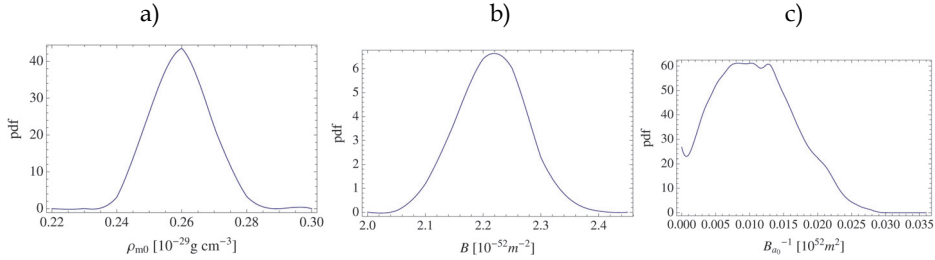 a)
b)
c)
pdf
40
30
20
10
0
0.22 0.24 0.26 0.28 0.30
ρm0 [10⁻²⁹g cm⁻³]
pdf
6
5
4
3
2
1
0
2.0 2.1 2.2 2.3 2.4
B [10⁻⁵²m⁻²]
pdf
60
50
40
30
20
10
0
0.000 0.005 0.010 0.015 0.020 0.025 0.030 0.035
Ba₀⁻¹ [10⁵²m²]